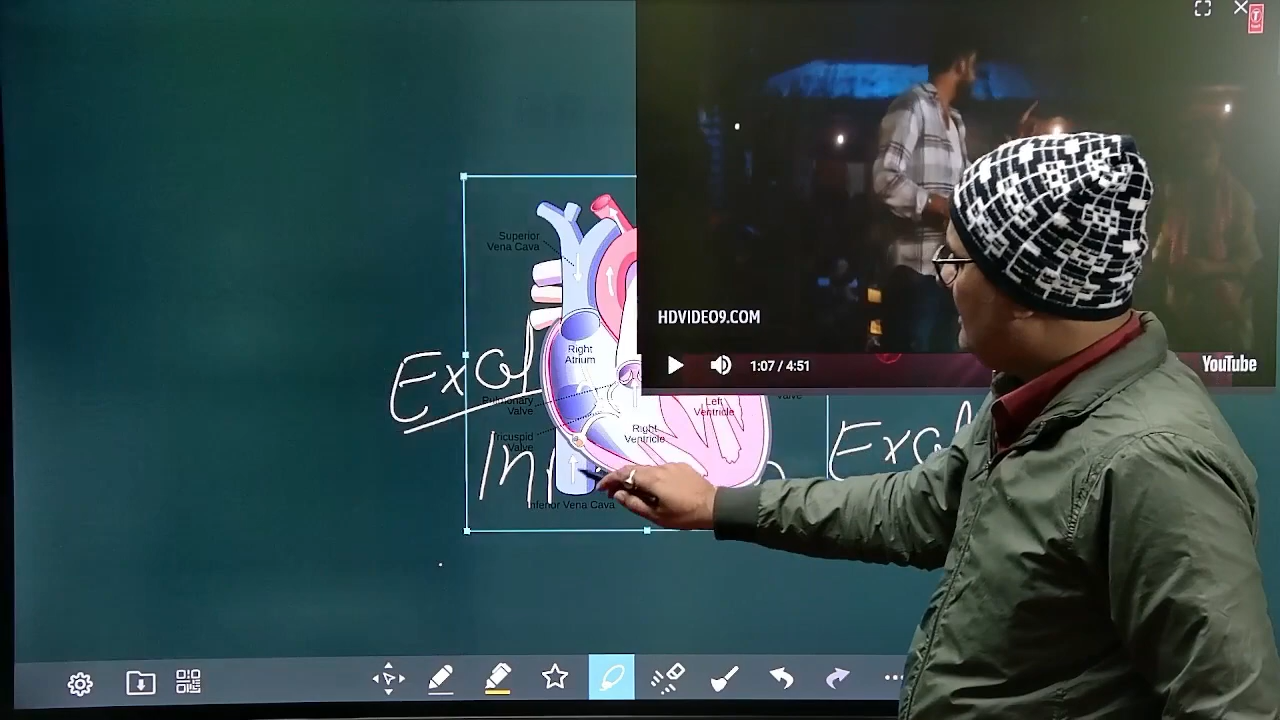 HDVIDEO9.COM
1:07 / 4:51
YouTube
Superior
Vena Cava
Right
Atrium
Pulmonary
Valve
Left
Ventricle
Valve
Tricuspid
Valve
Right
Ventricle
Inferior Vena Cava